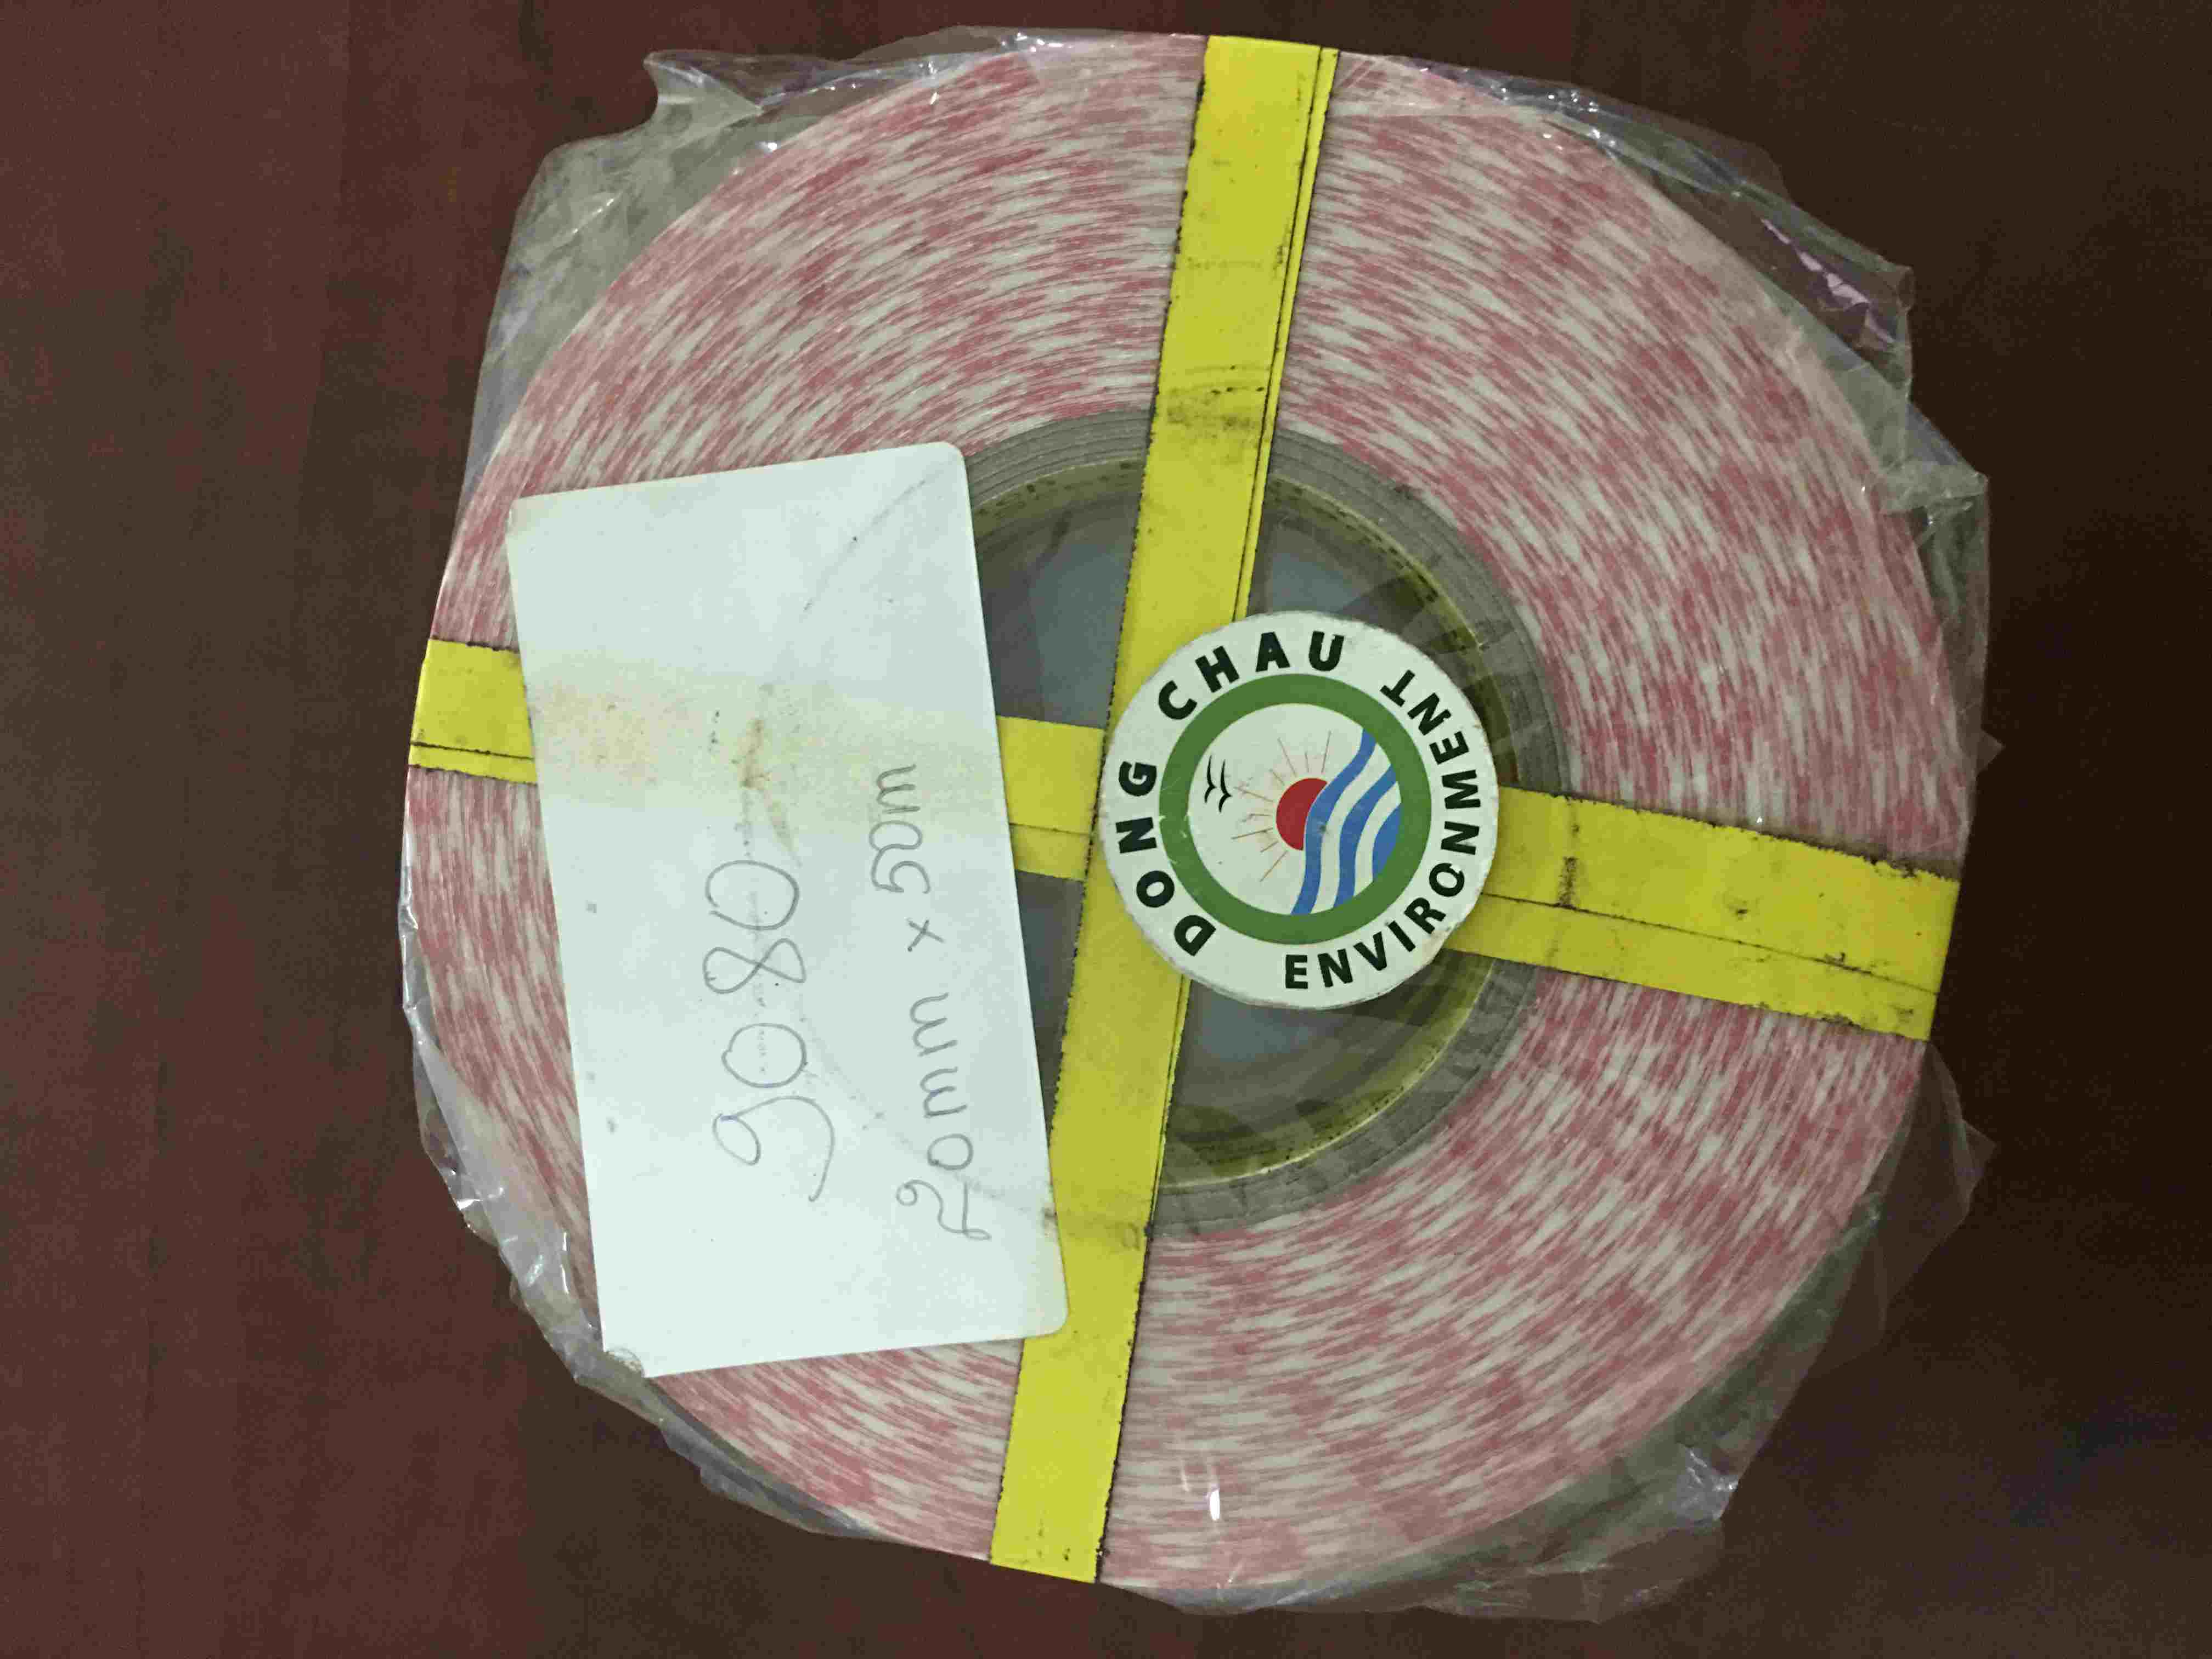 9080
20mm x 50m
DONG CHAU
ENVIRONMENT